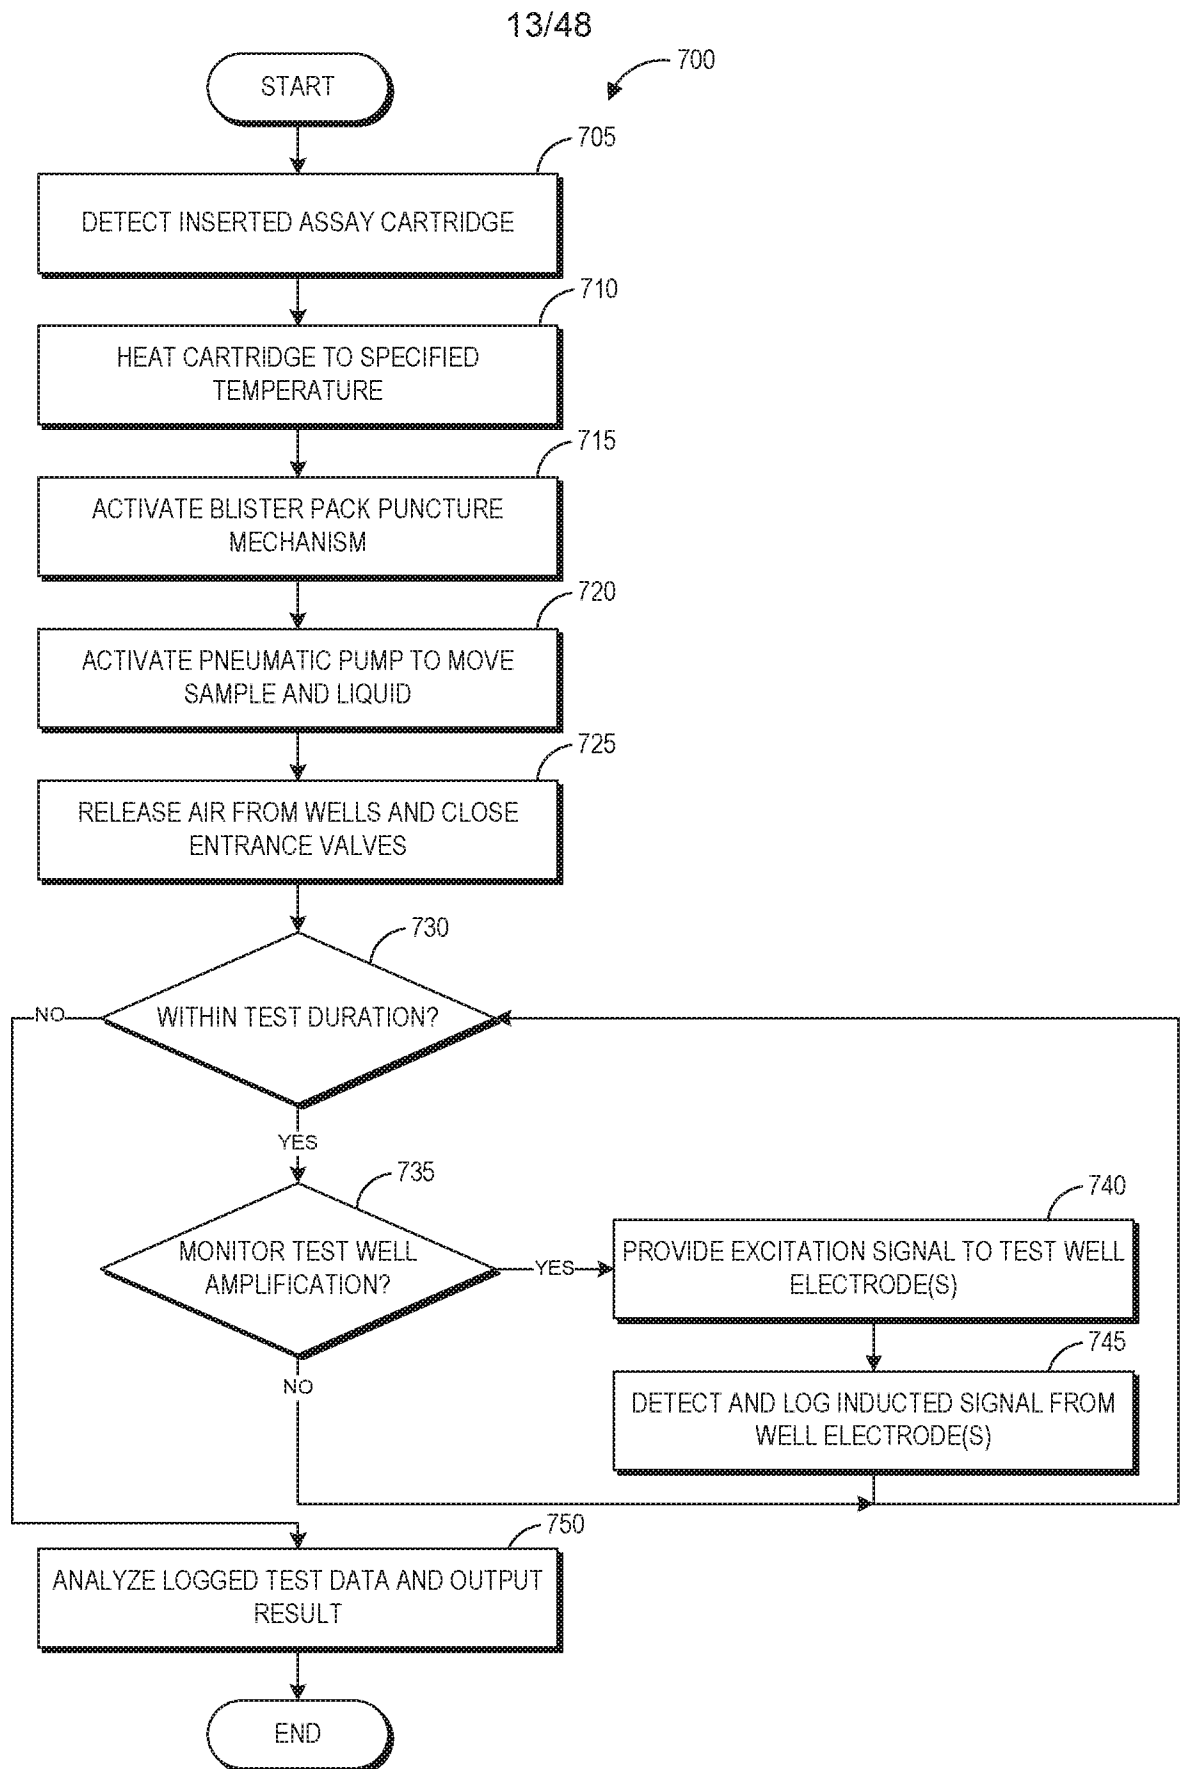 13/48
700
START
705
DETECT INSERTED ASSAY CARTRIDGE
710
HEAT CARTRIDGE TO SPECIFIED
TEMPERATURE
715
ACTIVATE BLISTER PACK PUNCTURE
MECHANISM
720
ACTIVATE PNEUMATIC PUMP TO MOVE
SAMPLE AND LIQUID
725
RELEASE AIR FROM WELLS AND CLOSE
ENTRANCE VALVES
730
NO
WITHIN TEST DURATION?
YES
735
MONITOR TEST WELL
AMPLIFICATION?
YES
740
PROVIDE EXCITATION SIGNAL TO TEST WELL
ELECTRODE(S)
745
DETECT AND LOG INDUCTED SIGNAL FROM
WELL ELECTRODE(S)
NO
750
ANALYZE LOGGED TEST DATA AND OUTPUT
RESULT
END